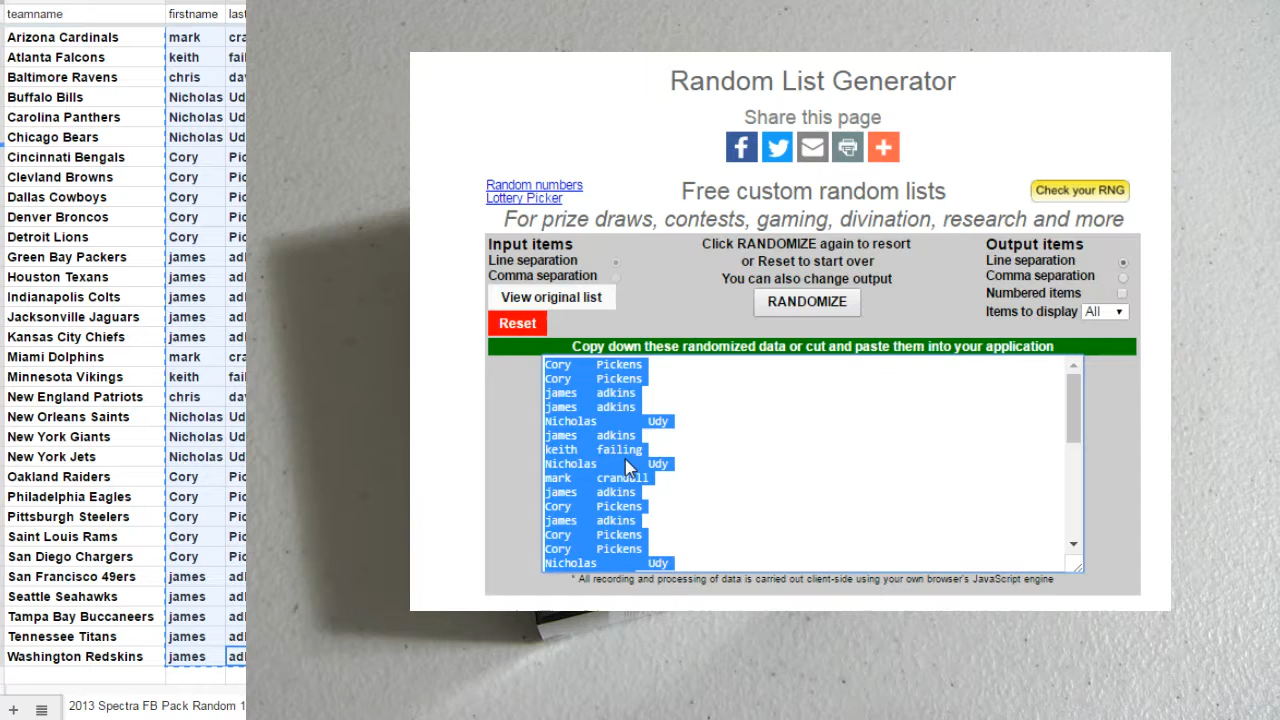 teamname firstname
Arizona Cardinals mark
Atlanta Falcons keith
Baltimore Ravens chris
Buffalo Bills Nicholas
Carolina Panthers Nicholas
Chicago Bears Nicholas
Cincinnati Bengals Cory
Clevland Browns Cory
Dallas Cowboys Cory
Denver Broncos Cory
Detroit Lions Cory
Green Bay Packers james
Houston Texans james
Indianapolis Colts james
Jacksonville Jaguars james
Kansas City Chiefs james
Miami Dolphins mark
Minnesota Vikings keith
New England Patriots chris
New Orleans Saints Nicholas
New York Giants Nicholas
New York Jets Nicholas
Oakland Raiders Cory
Philadelphia Eagles Cory
Pittsburgh Steelers Cory
Saint Louis Rams Cory
San Diego Chargers Cory
San Francisco 49ers james
Seattle Seahawks james
Tampa Bay Buccaneers james
Tennessee Titans james
Washington Redskins james
2013 Spectra FB Pack Random 1
Random List Generator
Share this page
Random numbers
Lottery Picker
Free custom random lists
Check your RNG
For prize draws, contests, gaming, divination, research and more
Input items
Line separation
Comma separation
View original list
Reset
Click RANDOMIZE again to resort
or Reset to start over
You can also change output
RANDOMIZE
Output items
Line separation
Comma separation
Numbered items
Items to display All
Copy down these randomized data or cut and paste them into your application
Cory Pickens
Cory Pickens
james adkins
james adkins
Nicholas Udy
james adkins
keith failing
Nicholas Udy
mark crandall
james adkins
Cory Pickens
james adkins
Cory Pickens
Cory Pickens
Nicholas Udy
* All recording and processing of data is carried out client-side using your own browser's JavaScript engine